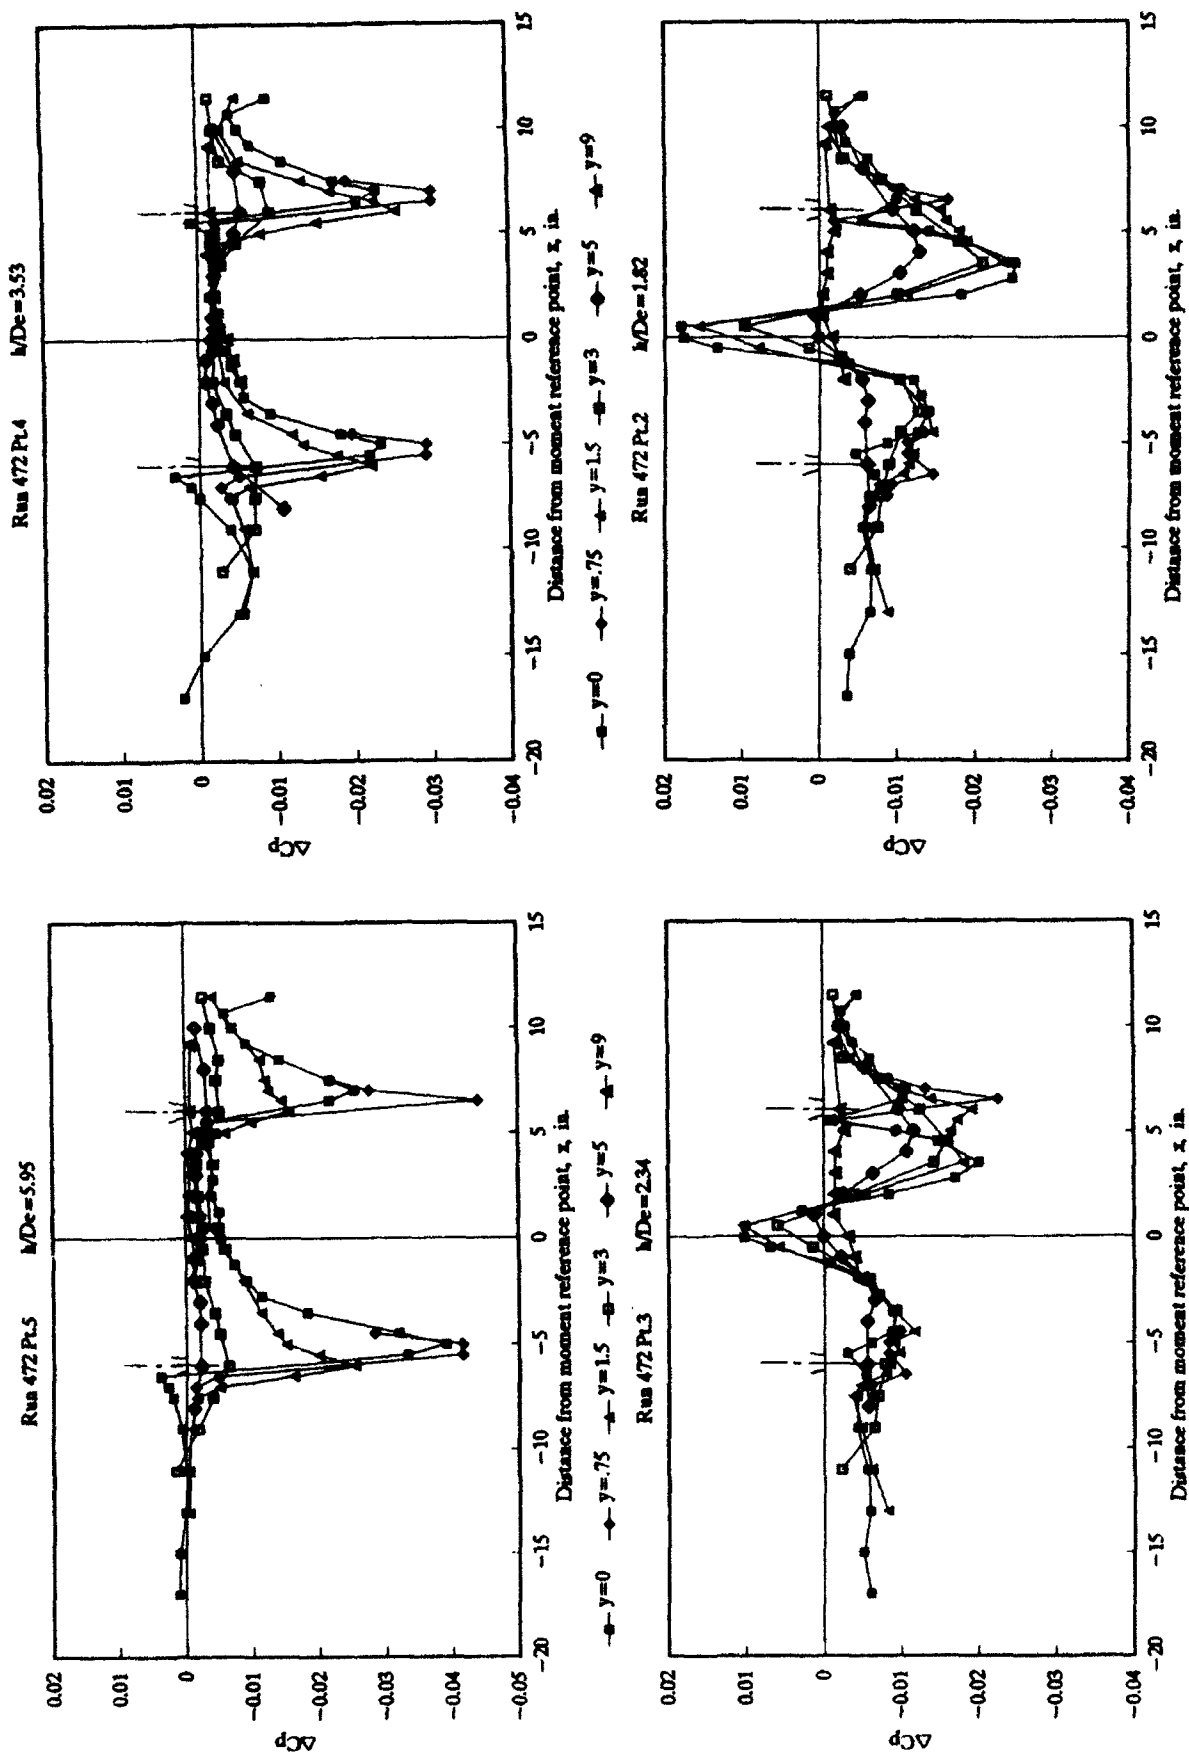 Run 472 Pt.5 h/De=5.95
0.02
0.01
0
-0.01
-0.02
-0.03
-0.04
-0.05
ΔCp
-20 -15 -10 -5 0 5 10 15
Distance from moment reference point, x, in.
Run 472 Pt.4 h/De=3.53
0.02
0.01
0
-0.01
-0.02
-0.03
-0.04
ΔCp
-20 -15 -10 -5 0 5 10 15
Distance from moment reference point, x, in.
y=0 y=.75 y=1.5 y=3 y=5 y=9
y=0 y=.75 y=1.5 y=3 y=5 y=9
Run 472 Pt.3 h/De=2.34
0.02
0.01
0
-0.01
-0.02
-0.03
-0.04
ΔCp
-20 -15 -10 -5 0 5 10 15
Distance from moment reference point, x, in.
Run 472 Pt.2 h/De=1.82
0.02
0.01
0
-0.01
-0.02
-0.03
-0.04
ΔCp
-20 -15 -10 -5 0 5 10 15
Distance from moment reference point, x, in.